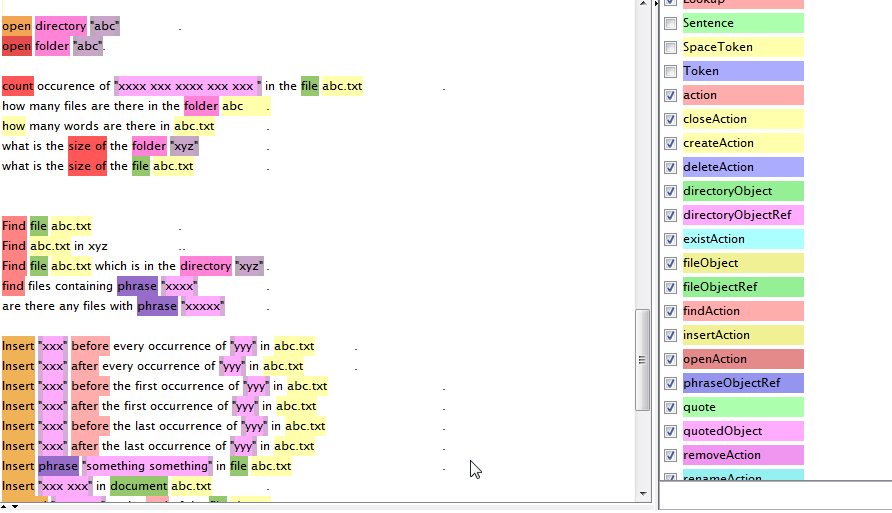 open directory "abc" .
open folder "abc".
count occurence of "xxxx xxx xxxx xxx xxx " in the file abc.txt .
how many files are there in the folder abc .
how many words are there in abc.txt .
what is the size of the folder "xyz" .
what is the size of the file abc.txt .
Find file abc.txt .
Find abc.txt in xyz ..
Find file abc.txt which is in the directory "xyz" .
find files containing phrase "xxxx" .
are there any files with phrase "xxxxx" .
Insert "xxx" before every occurrence of "yyy" in abc.txt .
Insert "xxx" after every occurrence of "yyy" in abc.txt .
Insert "xxx" before the first occurrence of "yyy" in abc.txt .
Insert "xxx" after the first occurrence of "yyy" in abc.txt .
Insert "xxx" before the last occurrence of "yyy" in abc.txt .
Insert "xxx" after the last occurrence of "yyy" in abc.txt .
Insert phrase "something something" in file abc.txt .
Insert "xxx xxx" in document abc.txt .
Lookup
Sentence
SpaceToken
Token
action
closeAction
createAction
deleteAction
directoryObject
directoryObjectRef
existAction
fileObject
fileObjectRef
findAction
insertAction
openAction
phraseObjectRef
quote
quotedObject
removeAction
renameAction